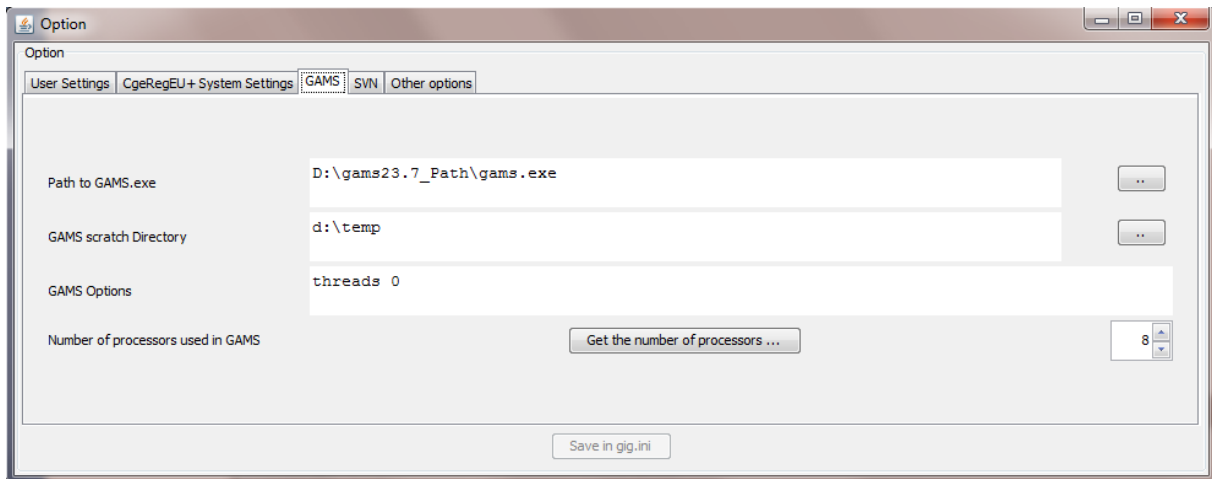 Option
Option
User Settings CgeRegEU+ System Settings GAMS SVN Other options
Path to GAMS.exe D:\gams23.7_Path\gams.exe ..
GAMS scratch Directory d:\temp ..
GAMS Options threads 0
Number of processors used in GAMS Get the number of processors ... 8
Save in gig.ini